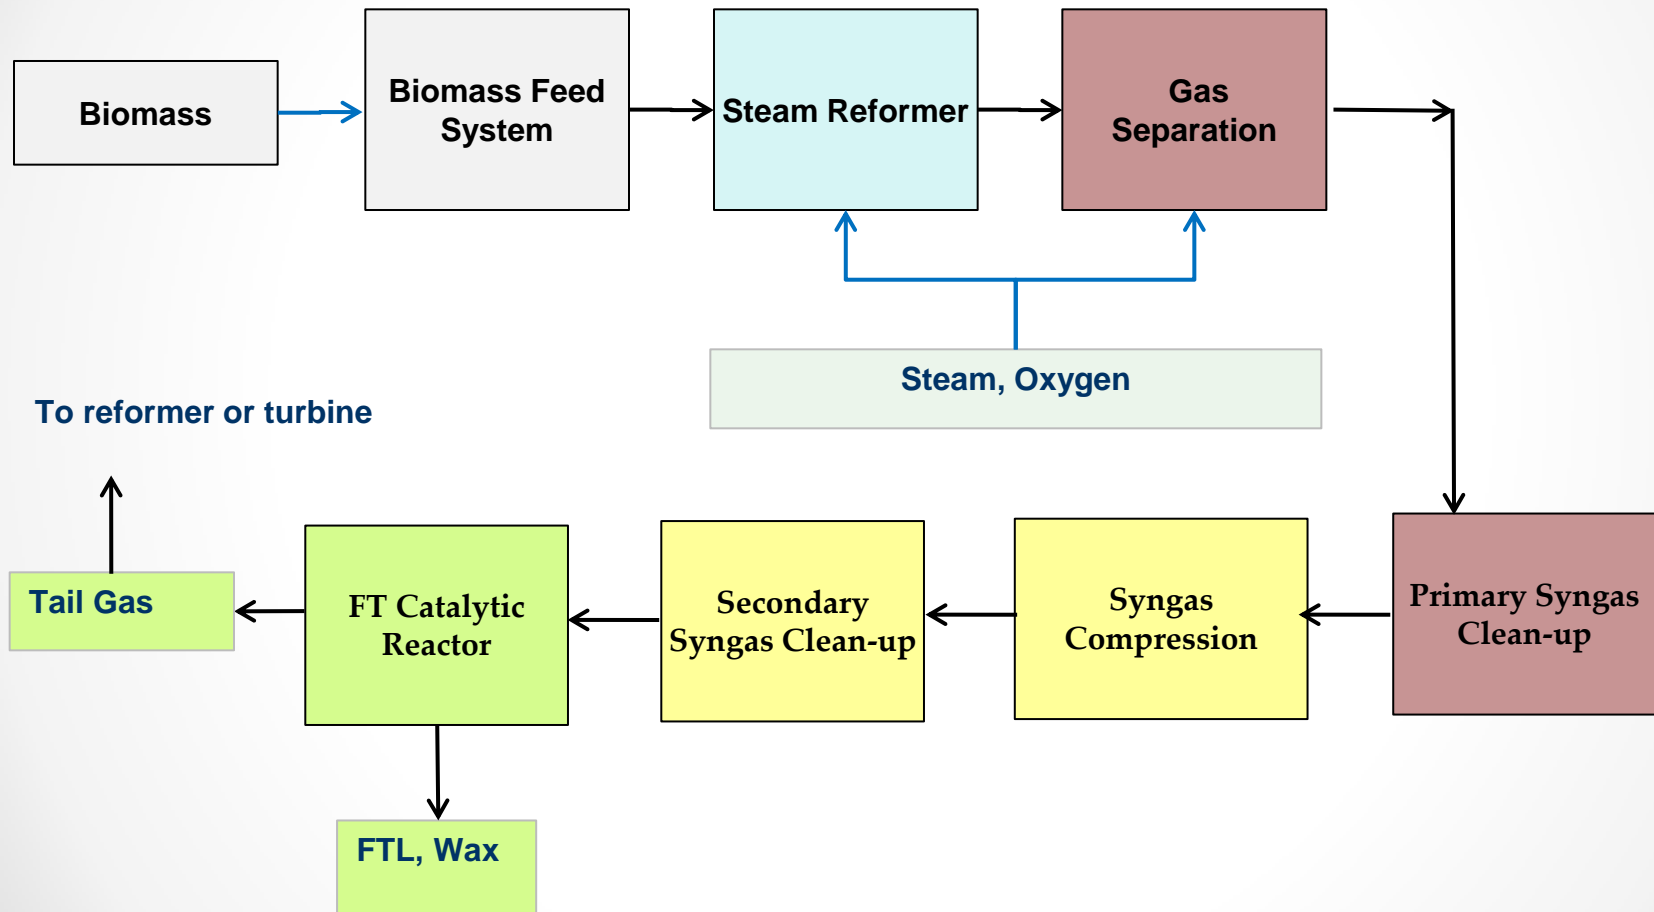 Biomass
Biomass Feed
System
Steam Reformer
Gas
Separation
Steam, Oxygen
To reformer or turbine
Tail Gas
FT Catalytic
Reactor
Secondary
Syngas Clean-up
Syngas
Compression
Primary Syngas
Clean-up
FTL, Wax